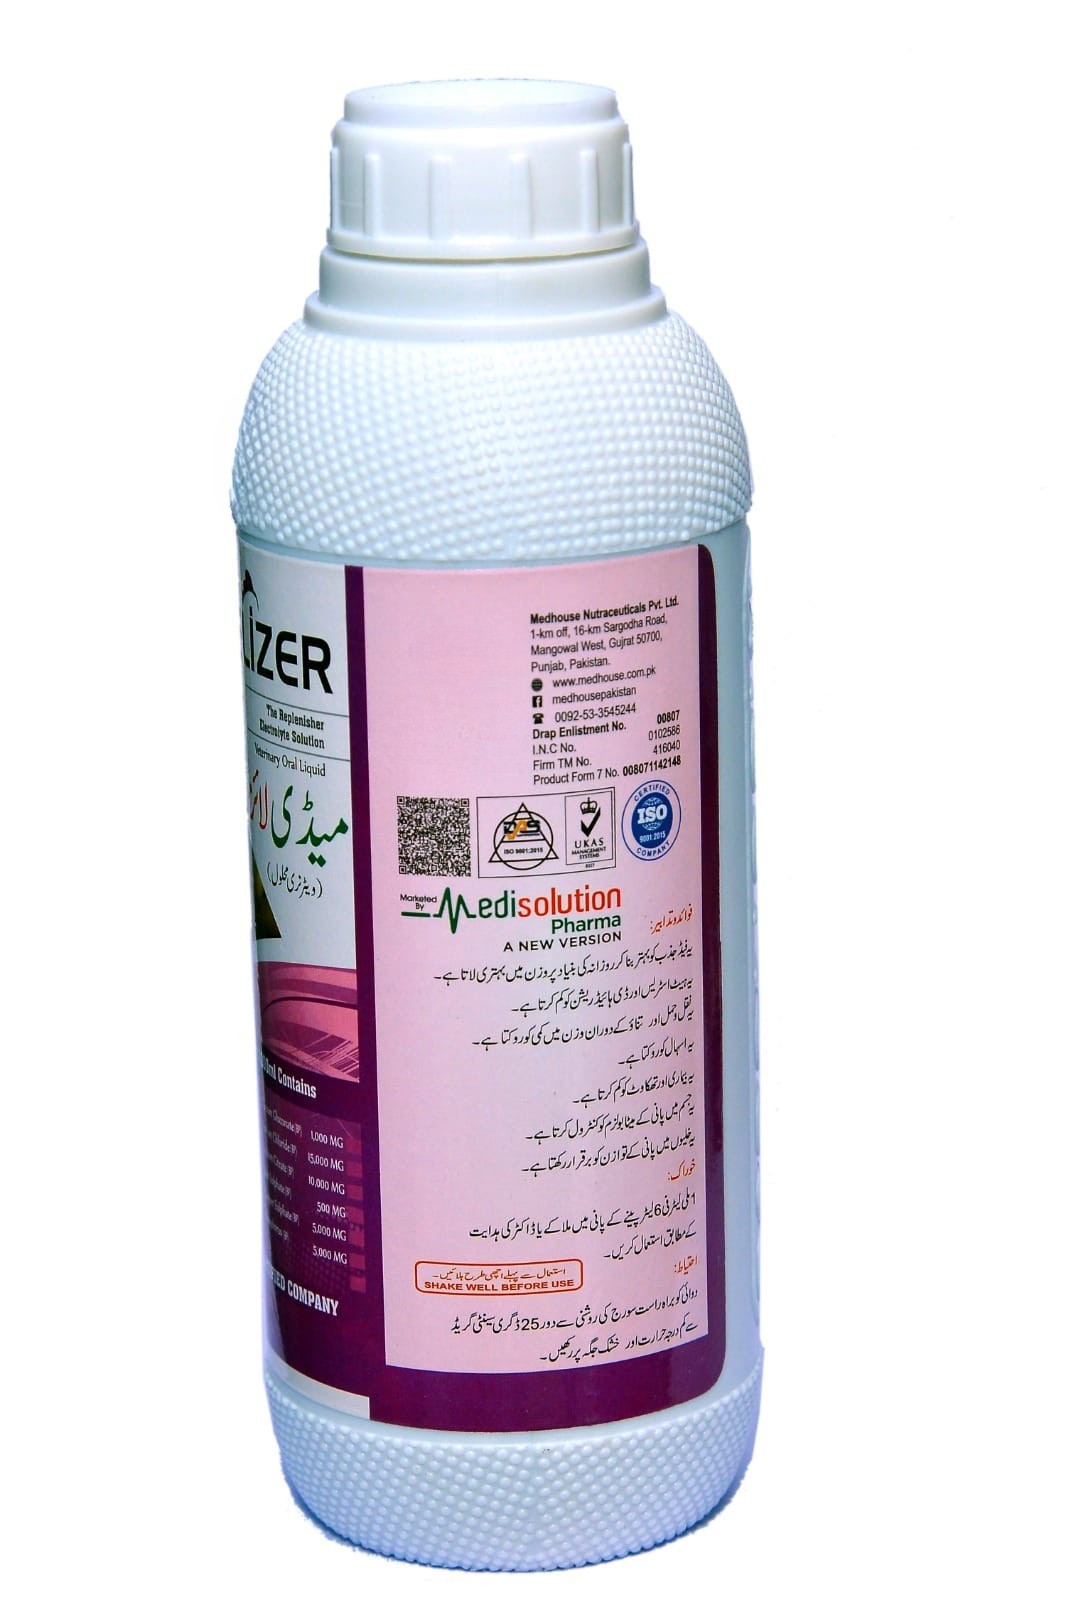 LIZER
The Replenisher
Electrolyte Solution
Veterinary Oral Liquid
میڈی لائزر
(ویٹرنری محلول)
Oral Contains
1,000 MG
15,000 MG
10,000 MG
500 MG
5,000 MG
5,000 MG
COMPANY
Medhouse Nutraceuticals Pvt. Ltd.
1-km off, 16-km Sargodha Road,
Mangowal West, Gujrat 50700,
Punjab, Pakistan.
www.medhouse.com.pk
medhousepakistan
0092-53-3545244
Drap Enlistment No. 00807
I.N.C No. 0102586
Firm TM No. 416040
Product Form 7 No. 008071142148
DAS
ISO 9001:2015
UKAS
MANAGEMENT
SYSTEMS
CERTIFIED
ISO
9001:2015
COMPANY
Marketed
By
Medisolution
Pharma
A NEW VERSION
فوائد و تدابیر:
یہ فیڈ جذب کو بہتر بنا کر روزانہ کی بنیاد پر وزن میں بہتری لاتا ہے۔
یہ ہیٹ اسٹریس اور ڈی ہائیڈریشن کو کم کرتا ہے۔
یہ نقل و حمل اور تناؤ کے دوران وزن میں کمی کو روکتا ہے۔
یہ اسہال کو روکتا ہے۔
یہ بیماری اور تھکاوٹ کو کم کرتا ہے۔
یہ جسم میں پانی کے میٹابولزم کو کنٹرول کرتا ہے۔
یہ خلیوں میں پانی کے توازن کو برقرار رکھتا ہے۔
خوراک:
1 ملی لیٹر فی 6 لیٹر پینے کے پانی میں ملا کے یا ڈاکٹر کی ہدایت
کے مطابق استعمال کریں۔
احتیاط:
استعمال سے پہلے اچھی طرح ہلائیں۔
SHAKE WELL BEFORE USE
دوائی کو براہ راست سورج کی روشنی سے دور 25 ڈگری سینٹی گریڈ
سے کم درجہ حرارت اور خشک جگہ پر رکھیں۔